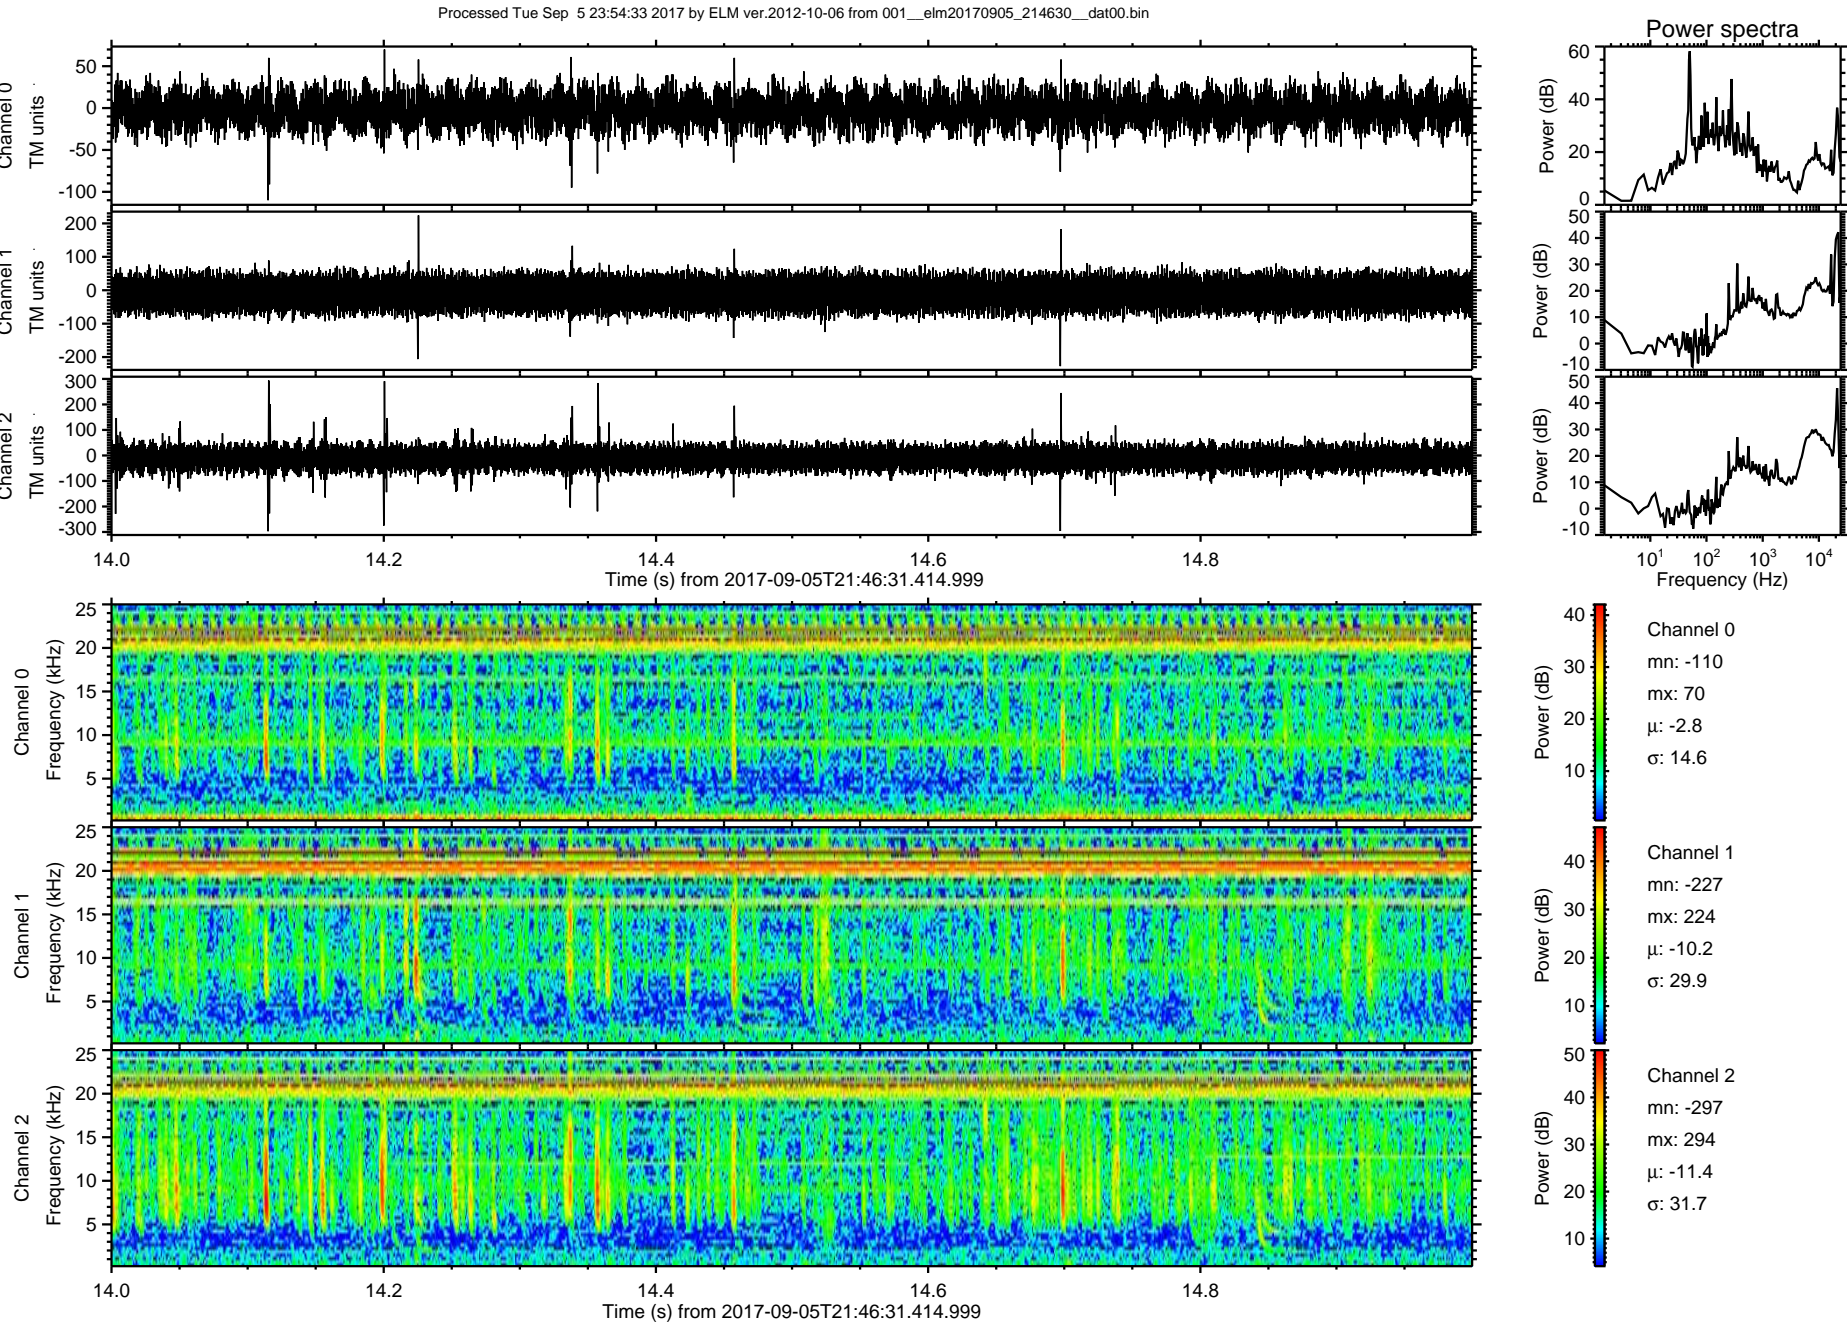 Processed Tue Sep  5 23:54:33 2017 by ELM ver.2012-10-06 from 001__elm20170905_214630__dat00.bin
Power spectra
Channel 0
TM units
50
0
-50
-100
Power (dB)
60
40
20
0
Channel 1
TM units
200
100
0
-100
-200
Power (dB)
50
40
30
20
10
0
-10
Channel 2
TM units
300
200
100
0
-100
-200
-300
Power (dB)
50
40
30
20
10
0
-10
14.0 14.2 14.4 14.6 14.8
Time (s) from 2017-09-05T21:46:31.414.999
10¹ 10² 10³ 10⁴
Frequency (Hz)
Channel 0
Frequency (kHz)
25
20
15
10
5
Power (dB)
40
30
20
10
Channel 0
mn: -110
mx: 70
μ: -2.8
σ: 14.6
Channel 1
Frequency (kHz)
25
20
15
10
5
Power (dB)
40
30
20
10
Channel 1
mn: -227
mx: 224
μ: -10.2
σ: 29.9
Channel 2
Frequency (kHz)
25
20
15
10
5
Power (dB)
50
40
30
20
10
Channel 2
mn: -297
mx: 294
μ: -11.4
σ: 31.7
14.0 14.2 14.4 14.6 14.8
Time (s) from 2017-09-05T21:46:31.414.999